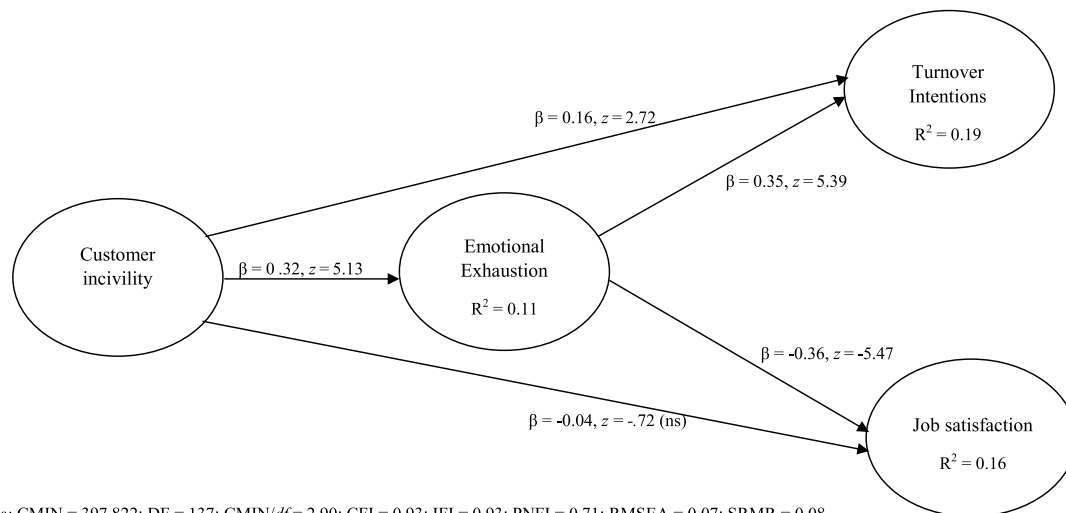 Turnover
Intentions
R² = 0.19
β = 0.16, z = 2.72
β = 0.35, z = 5.39
Customer
incivility
β = 0 .32, z = 5.13
Emotional
Exhaustion
R² = 0.11
β = -0.36, z = -5.47
β = -0.04, z = -.72 (ns)
Job satisfaction
R² = 0.16
CMIN = 397.822; DF = 137; CMIN/df = 2.90; CFI = 0.93; IFI = 0.93; PNFI = 0.71; RMSEA = 0.07; SRMR = 0.08